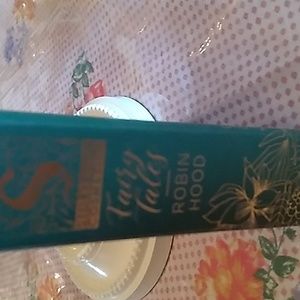 S
Fairy
Tales
ROBIN
HOOD